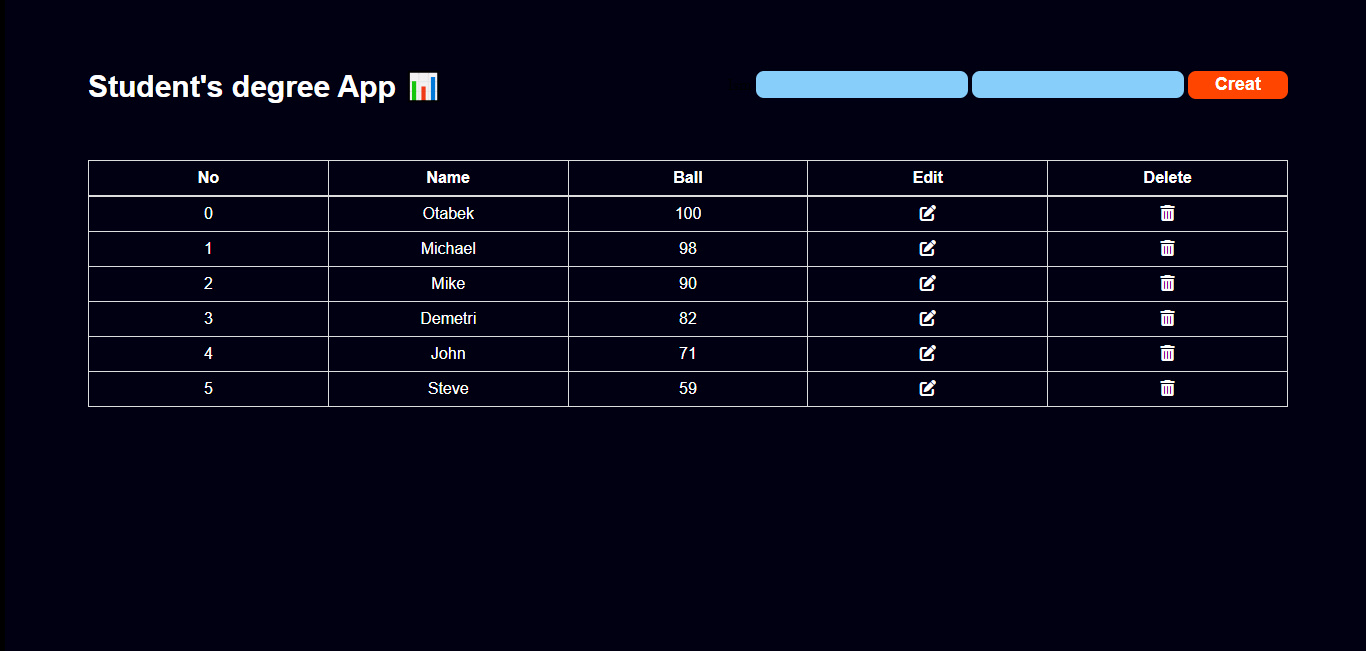 Student's degree App
Creat
No Name Ball Edit Delete
0 Otabek 100
1 Michael 98
2 Mike 90
3 Demetri 82
4 John 71
5 Steve 59